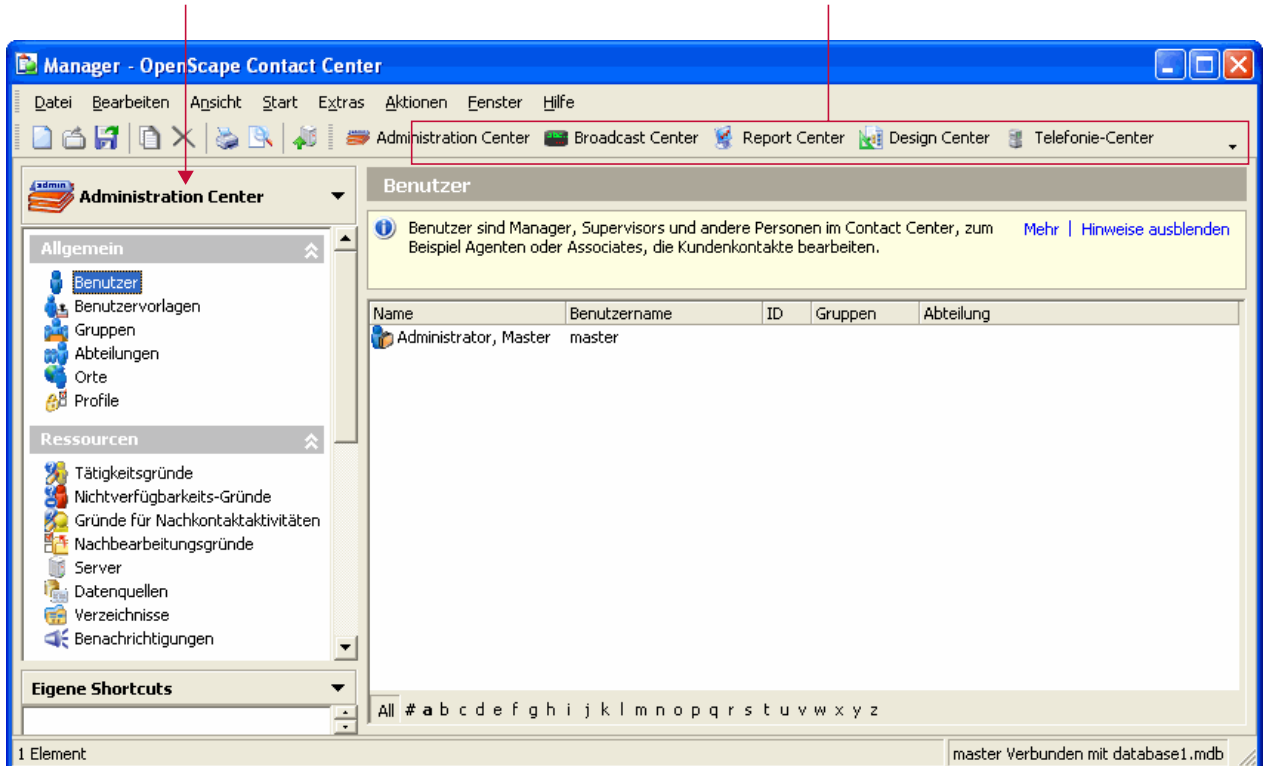 Manager - OpenScape Contact Center
Datei Bearbeiten Ansicht Start Extras Aktionen Fenster Hilfe
Administration Center Broadcast Center Report Center Design Center Telefonie-Center
admin
Administration Center
Allgemein
Benutzer
Benutzervorlagen
Gruppen
Abteilungen
Orte
Profile
Ressourcen
Tätigkeitsgründe
Nichtverfügbarkeits-Gründe
Gründe für Nachkontaktaktivitäten
Nachbearbeitungsgründe
Server
Datenquellen
Verzeichnisse
Benachrichtigungen
Eigene Shortcuts
Benutzer
Benutzer sind Manager, Supervisors und andere Personen im Contact Center, zum
Beispiel Agenten oder Associates, die Kundenkontakte bearbeiten.
Mehr | Hinweise ausblenden
Name Benutzername ID Gruppen Abteilung
Administrator, Master master
All # a b c d e f g h i j k l m n o p q r s t u v w x y z
1 Element
master Verbunden mit database1.mdb